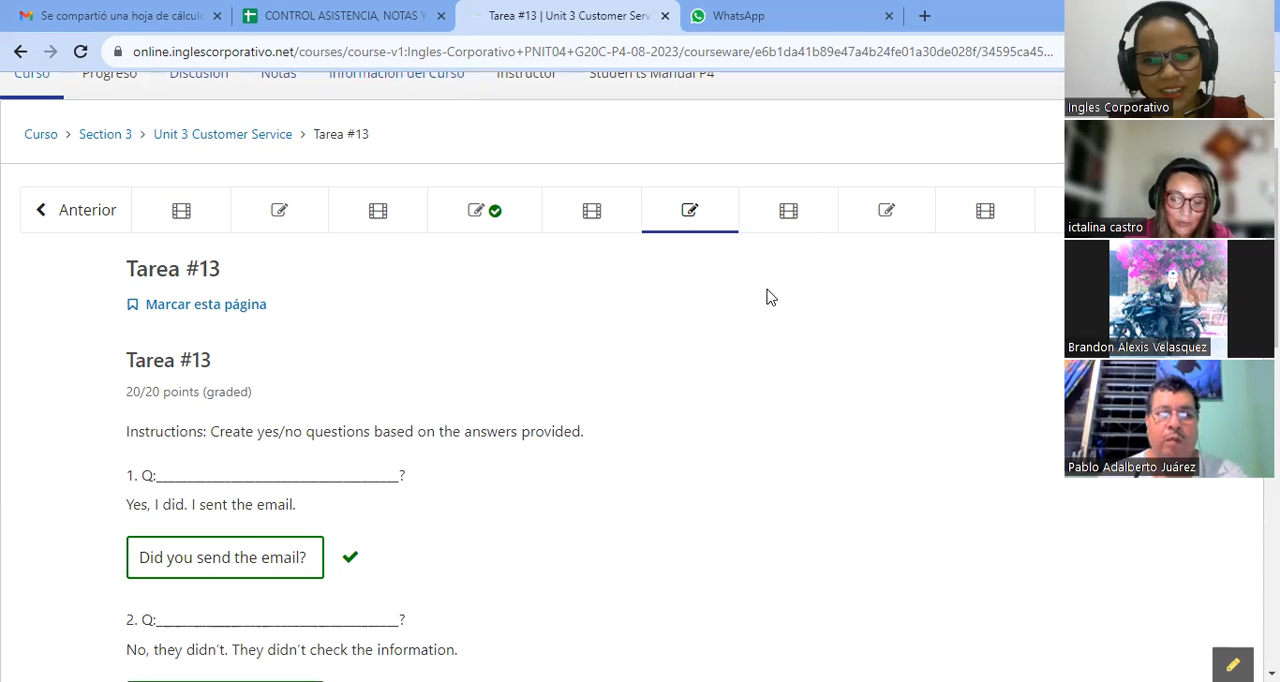 Se compartió una hoja de cálcul
CONTROL ASISTENCIA, NOTAS Y
Tarea #13 | Unit 3 Customer Serv
WhatsApp
online.inglescorporativo.net/courses/course-v1:Ingles-Corporativo+PNIT04+G20C-P4-08-2023/courseware/e6b1da41b89e47a4b24fe01a30de028f/34595ca45...
Curso Progreso Discusión Notas Información del Curso Instructor Students Manual P4
Curso > Section 3 > Unit 3 Customer Service > Tarea #13
Anterior
Tarea #13
Marcar esta página
Tarea #13
20/20 points (graded)
Instructions: Create yes/no questions based on the answers provided.
1. Q:______________________________?
Yes, I did. I sent the email.
Did you send the email?
2. Q:______________________________?
No, they didn't. They didn't check the information.
Ingles Corporativo
ictalina castro
Brandon Alexis Velasquez
Pablo Adalberto Juárez